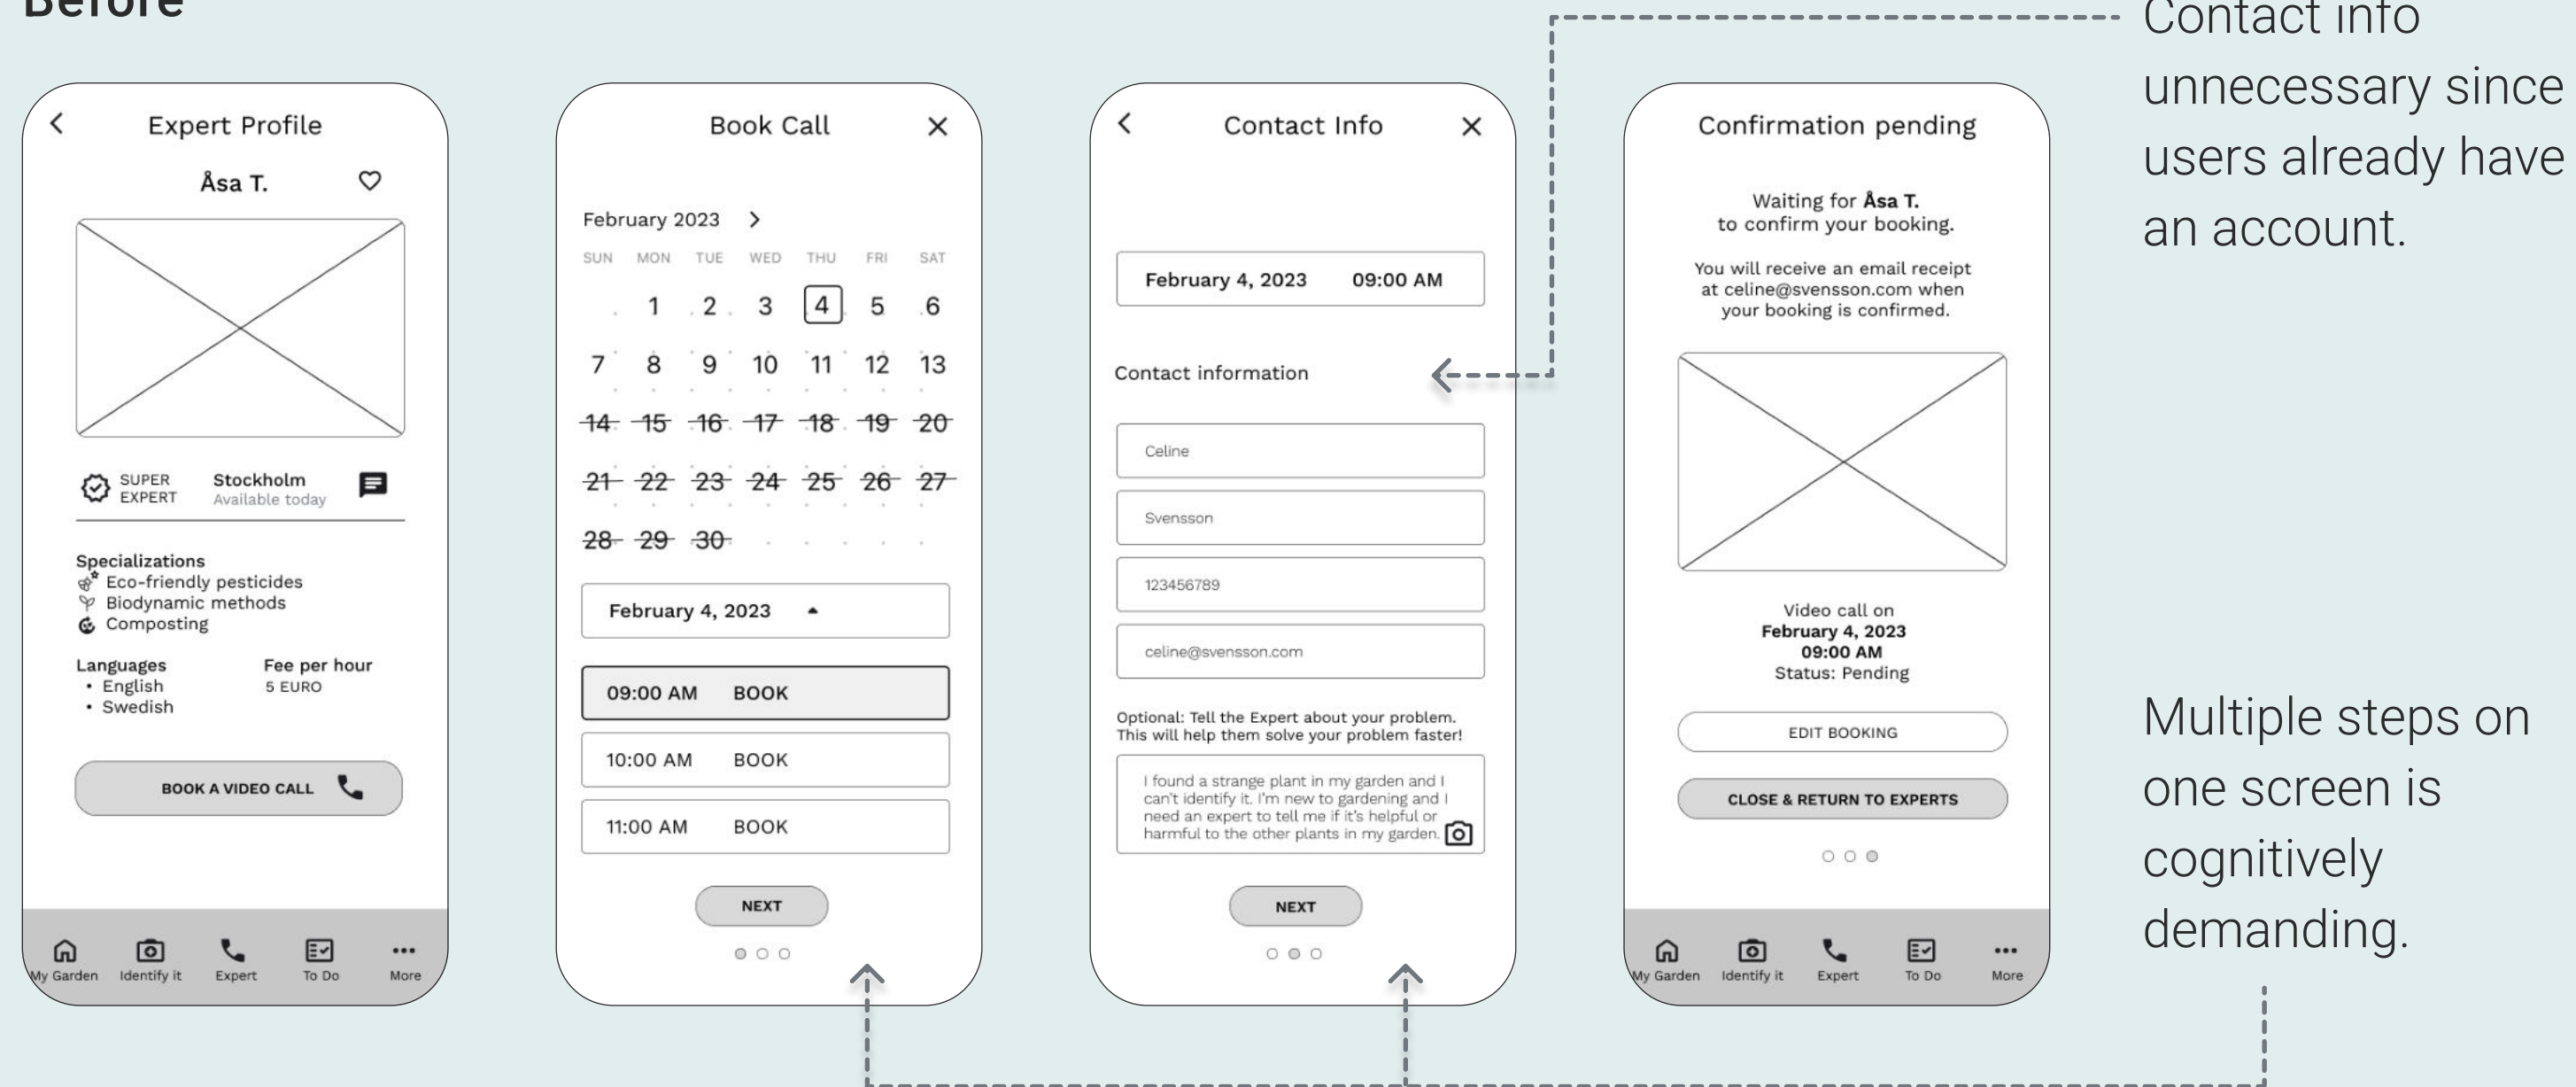 Before
Expert Profile
Åsa T.
SUPER
EXPERT
Stockholm
Available today
Specializations
Eco-friendly pesticides
Biodynamic methods
Composting
Languages
• English
• Swedish
Fee per hour
5 EURO
BOOK A VIDEO CALL
My Garden
Identify it
Expert
To Do
More
Book Call
February 2023
SUN MON TUE WED THU FRI SAT
1 2 3 4 5 6
7 8 9 10 11 12 13
14 15 16 17 18 19 20
21 22 23 24 25 26 27
28 29 30
February 4, 2023
09:00 AM BOOK
10:00 AM BOOK
11:00 AM BOOK
NEXT
Contact Info
February 4, 2023 09:00 AM
Contact information
Celine
Svensson
123456789
celine@svensson.com
Optional: Tell the Expert about your problem.
This will help them solve your problem faster!
I found a strange plant in my garden and I
can't identify it. I'm new to gardening and I
need an expert to tell me if it's helpful or
harmful to the other plants in my garden.
NEXT
Confirmation pending
Waiting for Åsa T.
to confirm your booking.
You will receive an email receipt
at celine@svensson.com when
your booking is confirmed.
Video call on
February 4, 2023
09:00 AM
Status: Pending
EDIT BOOKING
CLOSE & RETURN TO EXPERTS
My Garden
Identify it
Expert
To Do
More
Contact info
unnecessary since
users already have
an account.
Multiple steps on
one screen is
cognitively
demanding.